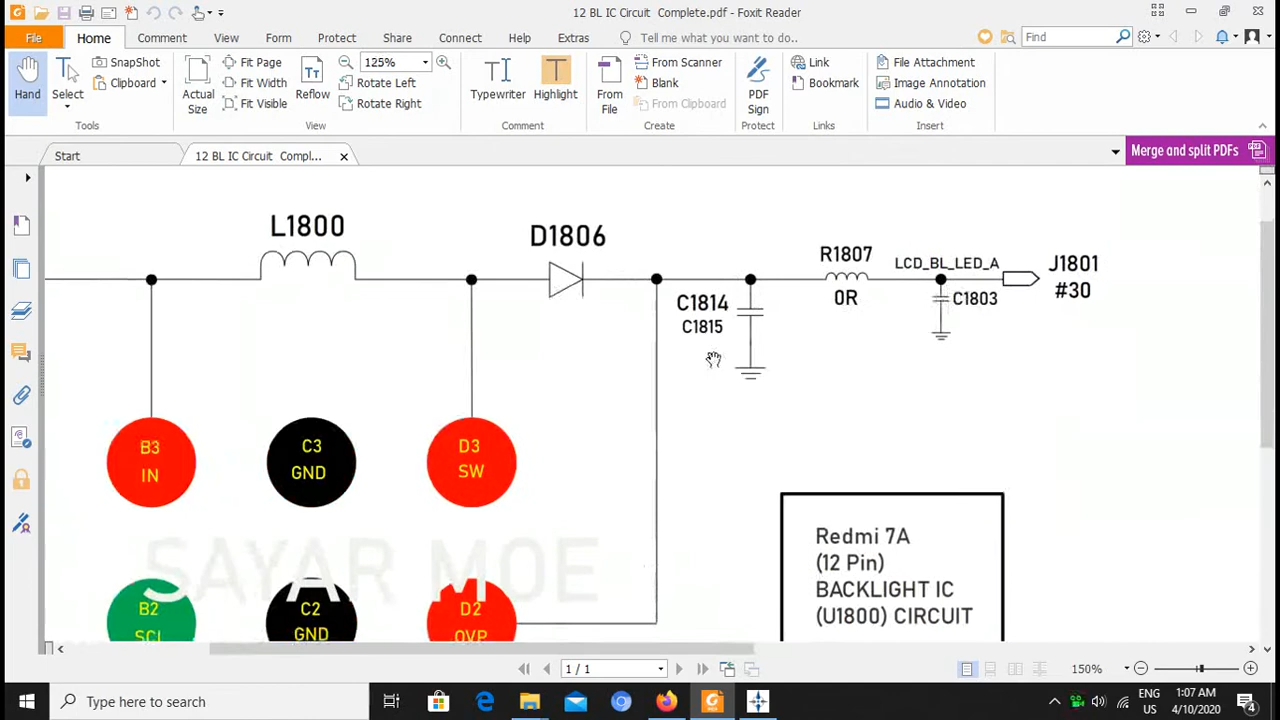 12 BL IC Circuit Complete.pdf - Foxit Reader
File Home Comment View Form Protect Share Connect Help Extras Tell me what you want to do.. Find
Hand
Select
SnapShot
Clipboard
Tools
Actual
Size
Fit Page
Fit Width
Fit Visible
Reflow
125%
Rotate Left
Rotate Right
View
Typewriter
Highlight
Comment
From
File
From Scanner
Blank
From Clipboard
Create
PDF
Sign
Protect
Link
Bookmark
Links
File Attachment
Image Annotation
Audio & Video
Insert
Start
12 BL IC Circuit Compl...
Merge and split PDFs
L1800
D1806
R1807
0R
LCD_BL_LED_A
J1801
#30
C1814
C1815
C1803
B3
IN
C3
GND
D3
SW
SAYAR MOE
B2
SCL
C2
GND
D2
OVP
Redmi 7A
(12 Pin)
BACKLIGHT IC
(U1800) CIRCUIT
1 / 1
150%
Type here to search
ENG
US
1:07 AM
4/10/2020
4